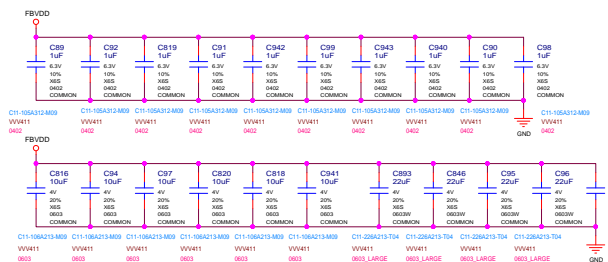 FBVDD
C89 C92 C819 C91 C942 C99 C943 C940 C90 C98
1uF 1uF 1uF 1uF 1uF 1uF 1uF 1uF 1uF 1uF
6.3V 6.3V 6.3V 6.3V 6.3V 6.3V 6.3V 6.3V 6.3V 6.3V
10% 10% 10% 10% 10% 10% 10% 10% 10% 10%
X6S X6S X6S X6S X6S X6S X6S X6S X6S X6S
0402 0402 0402 0402 0402 0402 0402 0402 0402 0402
COMMON COMMON COMMON COMMON COMMON COMMON COMMON COMMON COMMON COMMON
C11-105A312-M09 C11-105A312-M09 C11-105A312-M09 C11-105A312-M09 C11-105A312-M09 C11-105A312-M09 C11-105A312-M09 C11-105A312-M09 C11-105A312-M09 C11-105A312-M09
VVV411 VVV411 VVV411 VVV411 VVV411 VVV411 VVV411 VVV411 VVV411 VVV411
0402 0402 0402 0402 0402 0402 0402 0402 0402 0402
GND
FBVDD
C816 C94 C97 C820 C818 C941 C893 C846 C95 C96
10uF 10uF 10uF 10uF 10uF 10uF 22uF 22uF 22uF 22uF
4V 4V 4V 4V 4V 4V 4V 4V 4V 4V
20% 20% 20% 20% 20% 20% 20% 20% 20% 20%
X6S X6S X6S X6S X6S X6S X6S X6S X6S X6S
0603 0603 0603 0603 0603 0603 0603W 0603W 0603W 0603W
COMMON COMMON COMMON COMMON COMMON COMMON COMMON COMMON COMMON COMMON
C11-106A213-M09 C11-106A213-M09 C11-106A213-M09 C11-106A213-M09 C11-106A213-M09 C11-106A213-M09 C11-226A213-T04 C11-226A213-T04 C11-226A213-T04 C11-226A213-T04
VVV411 VVV411 VVV411 VVV411 VVV411 VVV411 VVV411 VVV411 VVV411 VVV411
0603 0603 0603 0603 0603 0603 0603_LARGE 0603_LARGE 0603_LARGE 0603_LARGE
GND